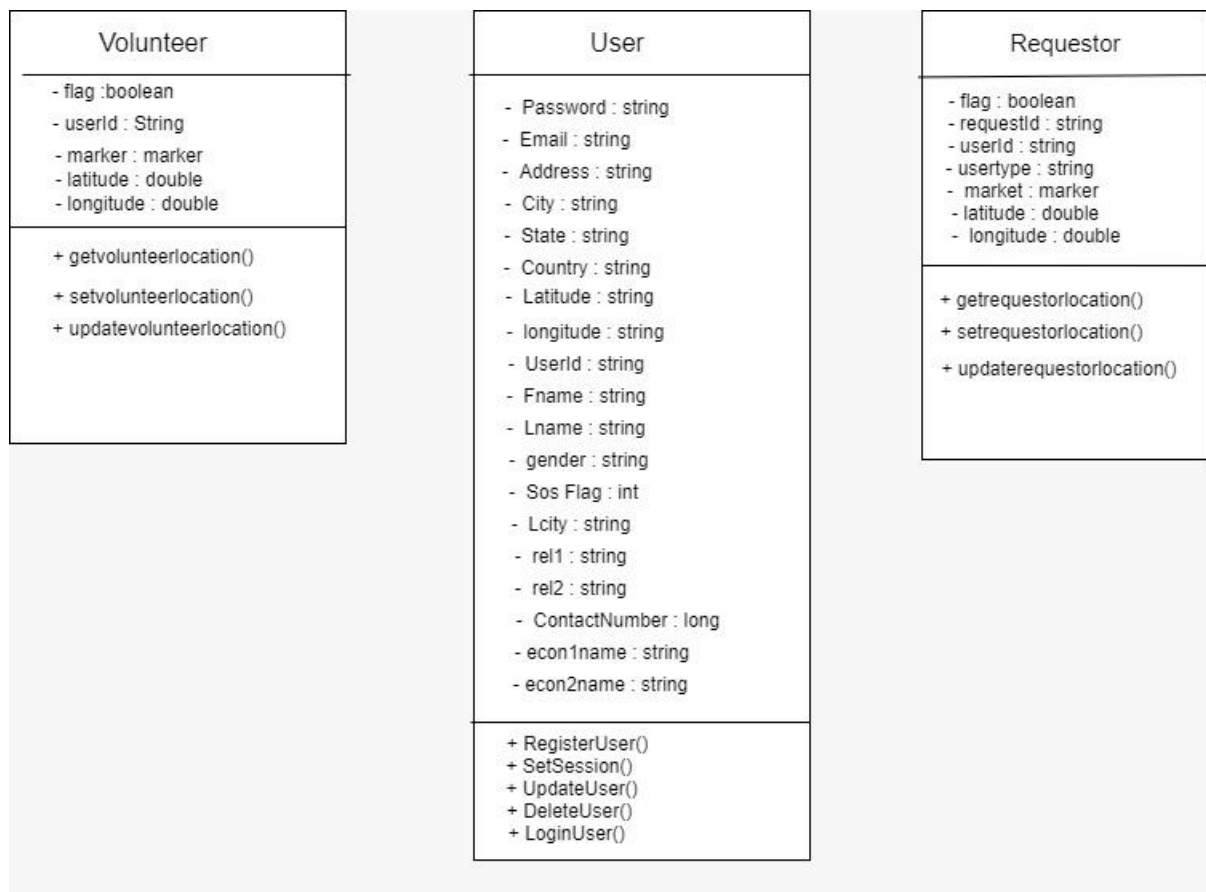 Volunteer
- flag :boolean
- userId : String
- marker : marker
- latitude : double
- longitude : double
+ getvolunteerlocation()
+ setvolunteerlocation()
+ updatevolunteerlocation()
User
- Password : string
- Email : string
- Address : string
- City : string
- State : string
- Country : string
- Latitude : string
- longitude : string
- UserId : string
- Fname : string
- Lname : string
- gender : string
- Sos Flag : int
- Lcity : string
- rel1 : string
- rel2 : string
- ContactNumber : long
- econ1name : string
- econ2name : string
+ RegisterUser()
+ SetSession()
+ UpdateUser()
+ DeleteUser()
+ LoginUser()
Requestor
- flag : boolean
- requestId : string
- userId : string
- usertype : string
- market : marker
- latitude : double
- longitude : double
+ getrequestorlocation()
+ setrequestorlocation()
+ updaterequestorlocation()